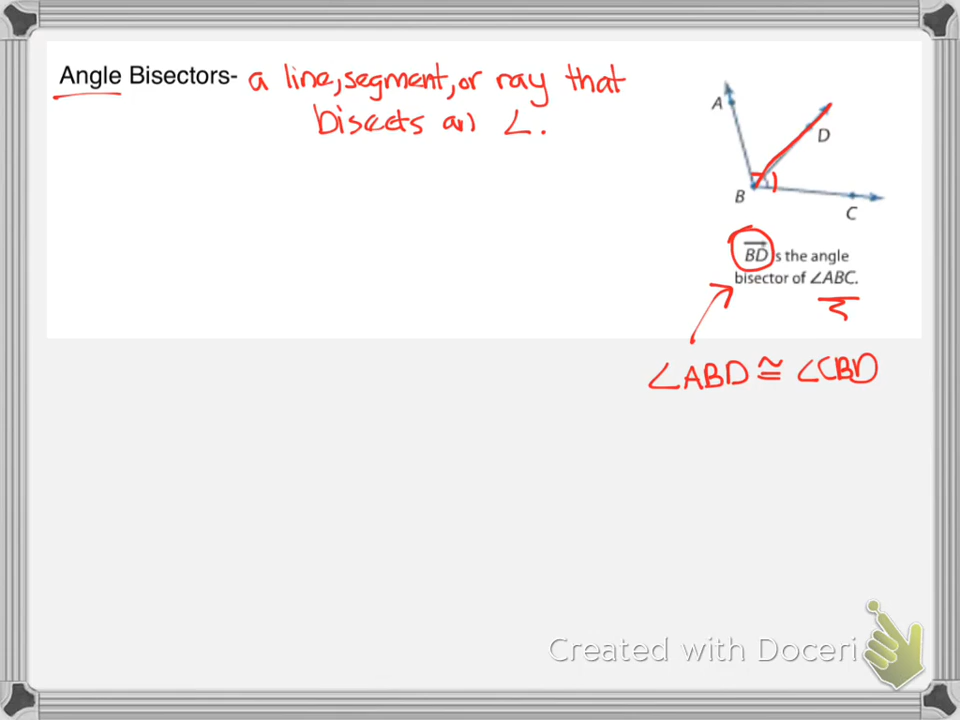 Angle Bisectors- a line, segment, or ray that
bisects an ∠.
A
D
B
C
BD is the angle
bisector of ∠ABC.
∠ABD ≅ ∠CBD
Created with Doceri